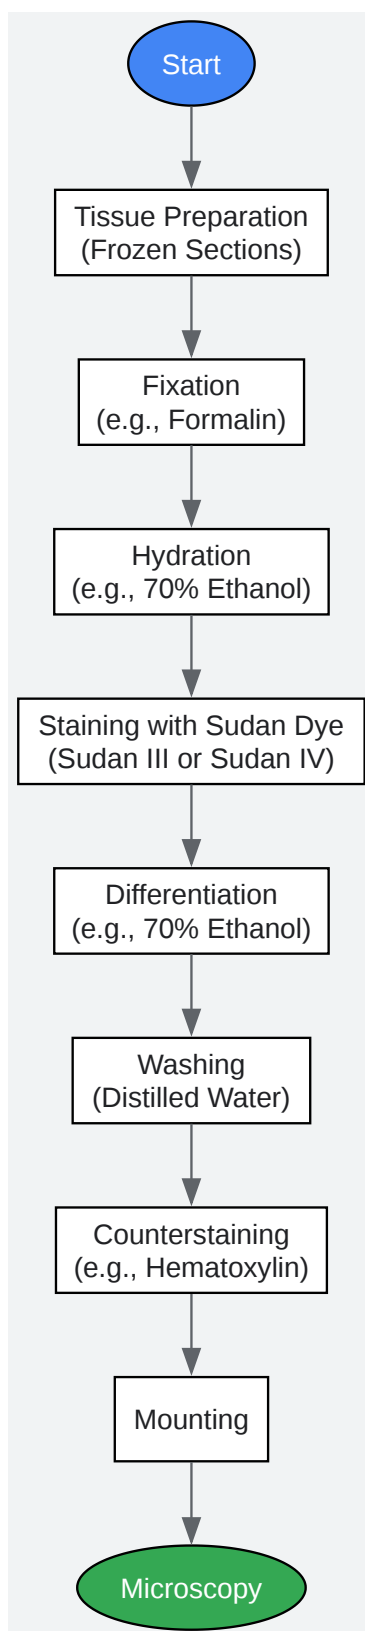 Start
Tissue Preparation
(Frozen Sections)
Fixation
(e.g., Formalin)
Hydration
(e.g., 70% Ethanol)
Staining with Sudan Dye
(Sudan III or Sudan IV)
Differentiation
(e.g., 70% Ethanol)
Washing
(Distilled Water)
Counterstaining
(e.g., Hematoxylin)
Mounting
Microscopy